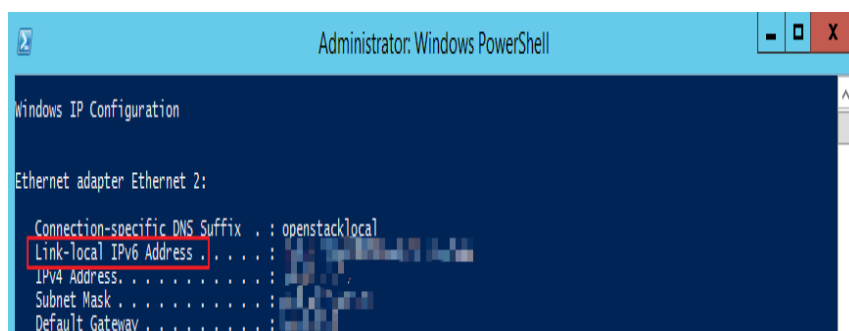 Administrator: Windows PowerShell
Windows IP Configuration
Ethernet adapter Ethernet 2:
Connection-specific DNS Suffix . : openstacklocal
Link-local IPv6 Address . . . . . :
IPv4 Address. . . . . . . . . . . :
Subnet Mask . . . . . . . . . . . :
Default Gateway . . . . . . . . . :